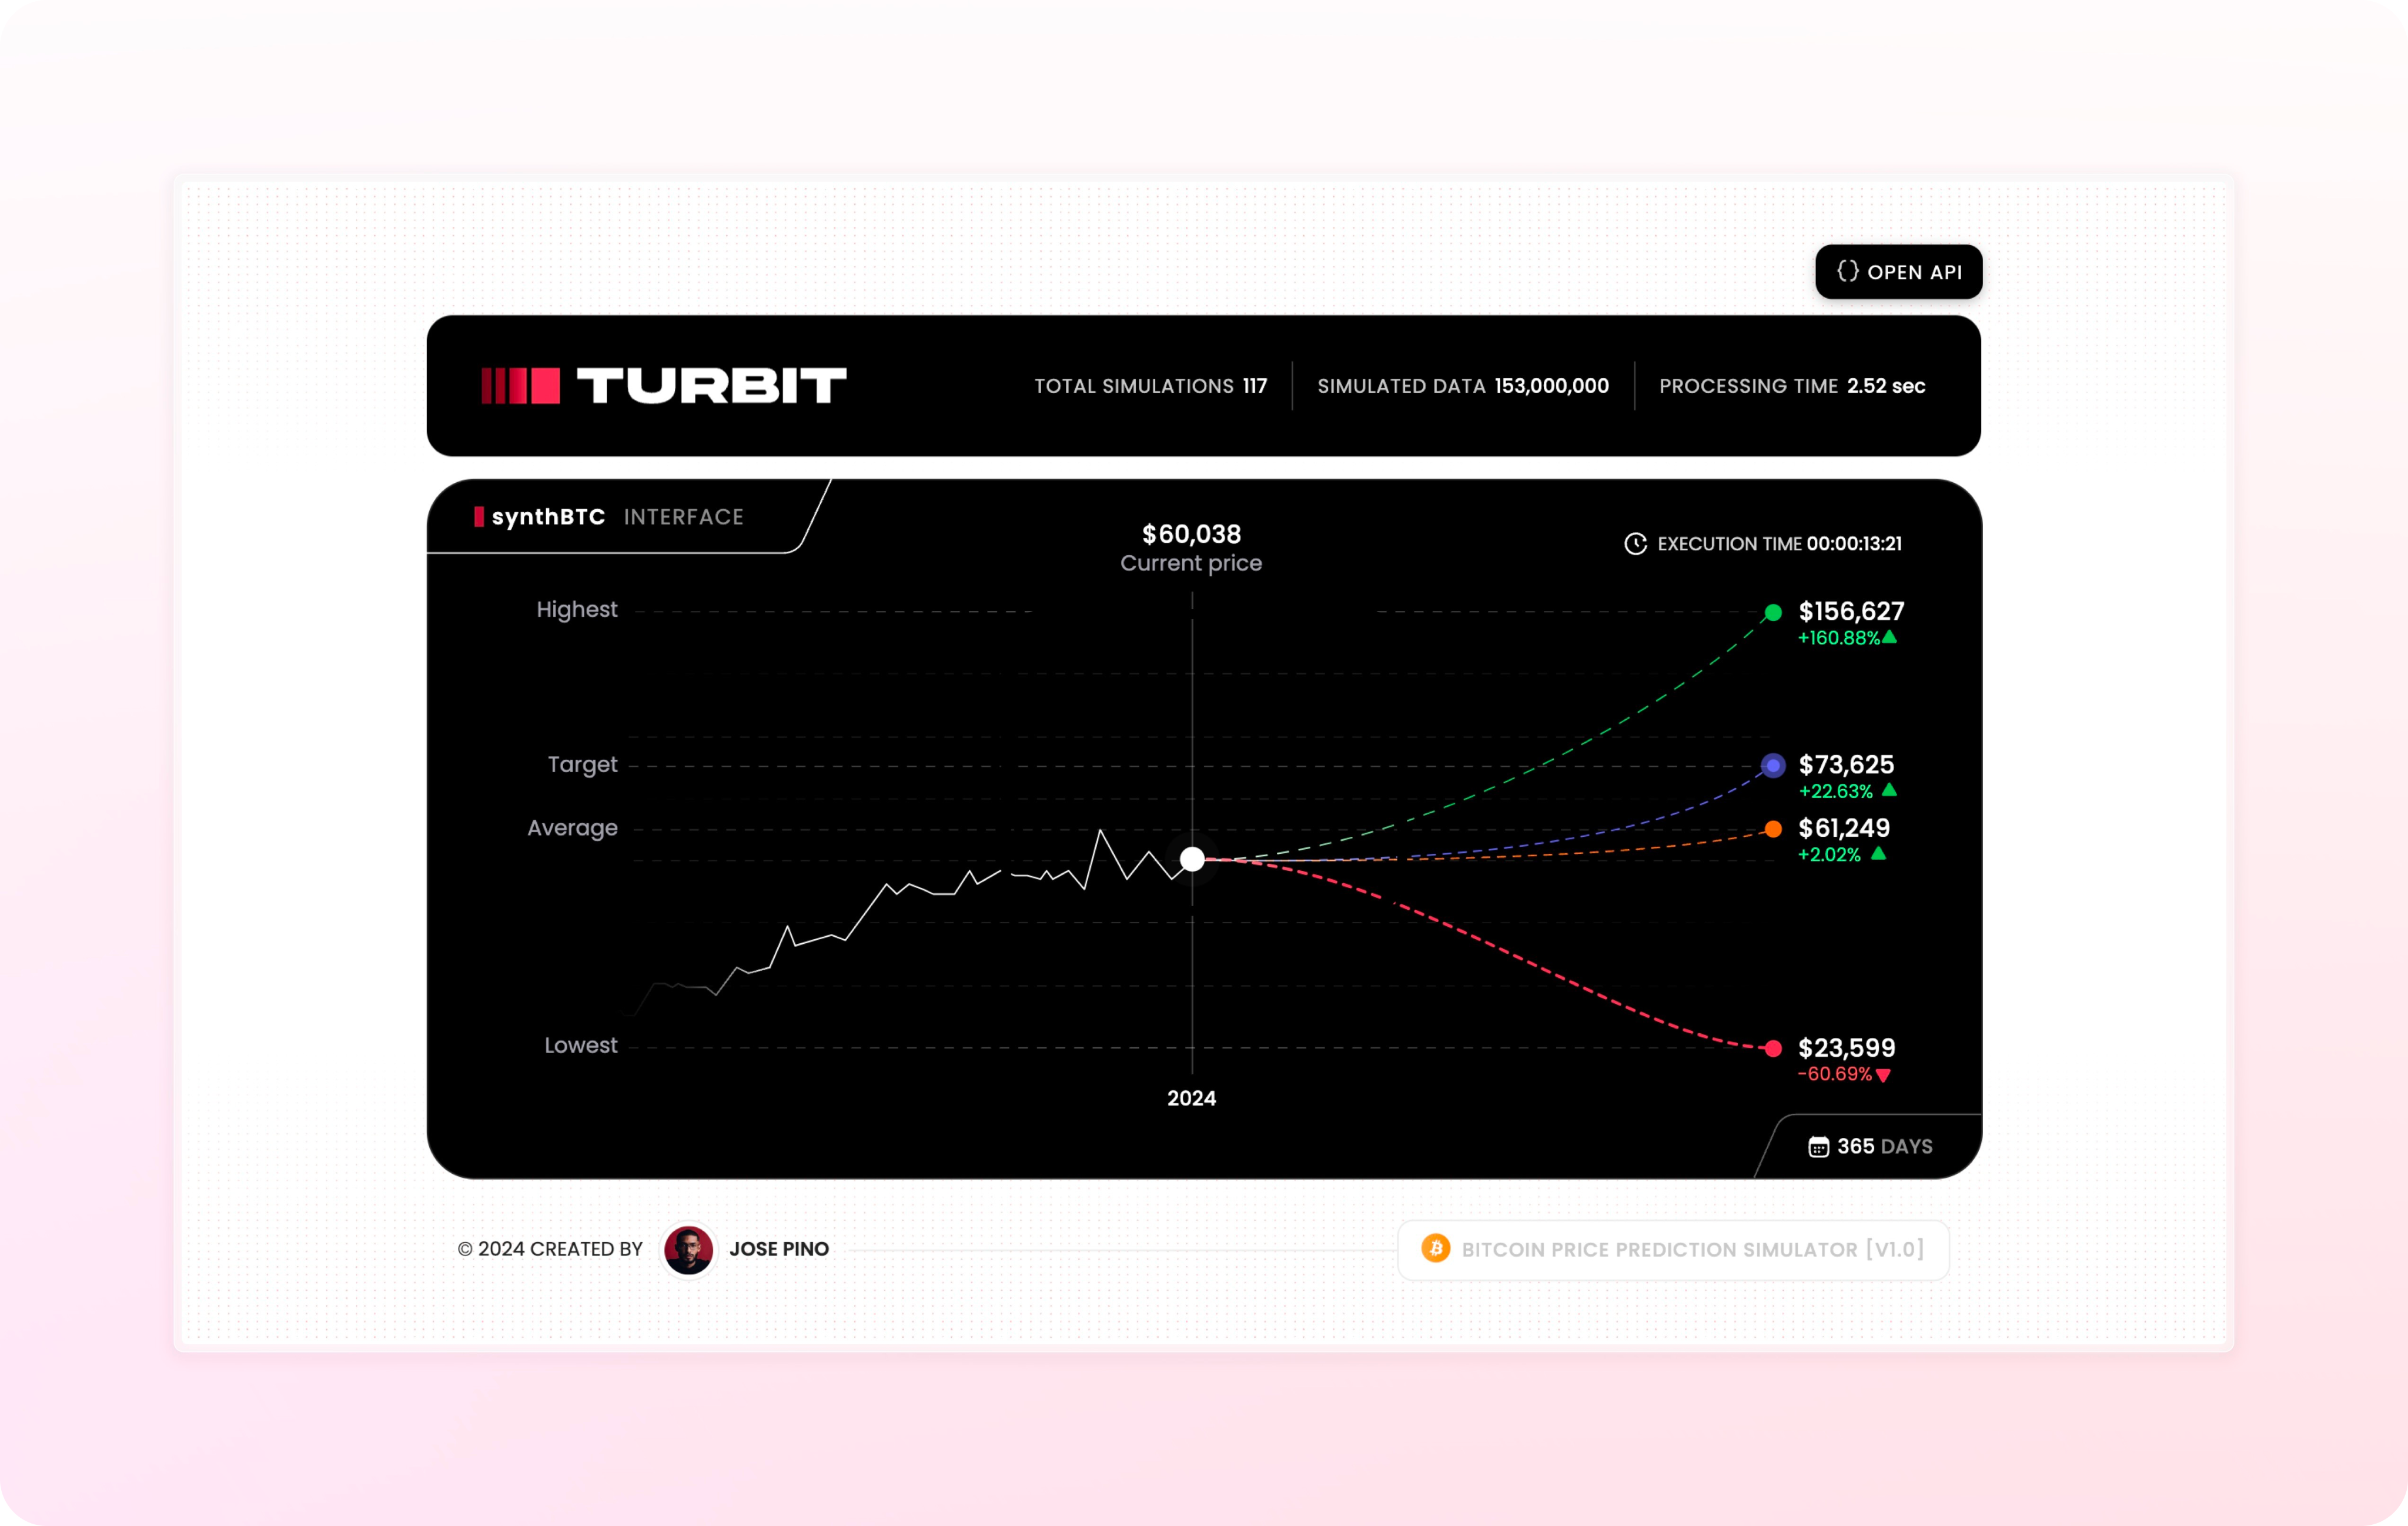 {} OPEN API
TURBIT
TOTAL SIMULATIONS 117
SIMULATED DATA 153,000,000
PROCESSING TIME 2.52 sec
synthBTC INTERFACE
$60,038
Current price
EXECUTION TIME 00:00:13:21
Highest
$156,627
+160.88%
Target
$73,625
+22.63%
Average
$61,249
+2.02%
Lowest
$23,599
-60.69%
2024
365 DAYS
© 2024 CREATED BY JOSE PINO
BITCOIN PRICE PREDICTION SIMULATOR [V1.0]